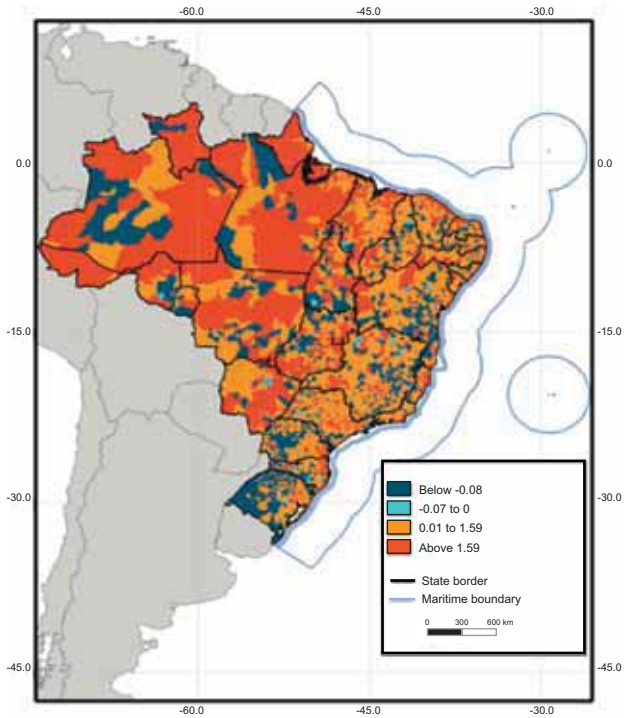 -60.0 -45.0 -30.0
0.0 0.0
-15.0 -15.0
-30.0 -30.0
-45.0 -45.0
Below -0.08
-0.07 to 0
0.01 to 1.59
Above 1.59
State border
Maritime boundary
0 300 600 km
-60.0 -45.0 -30.0